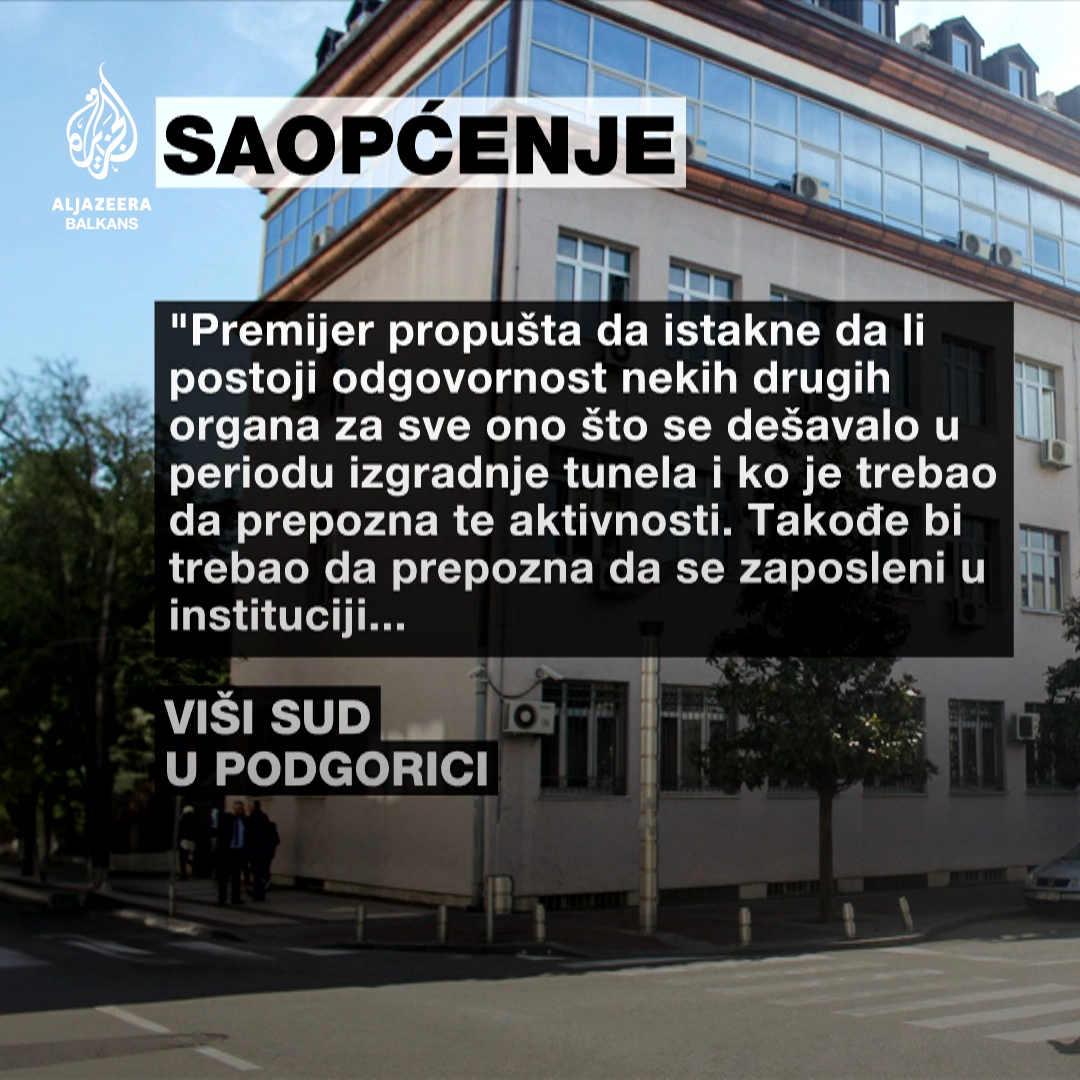 ALJAZEERA
BALKANS
SAOPĆENJE
"Premijer propušta da istakne da li
postoji odgovornost nekih drugih
organa za sve ono što se dešavalo u
periodu izgradnje tunela i ko je trebao
da prepozna te aktivnosti. Takođe bi
trebao da prepozna da se zaposleni u
instituciji...
VIŠI SUD
U PODGORICI